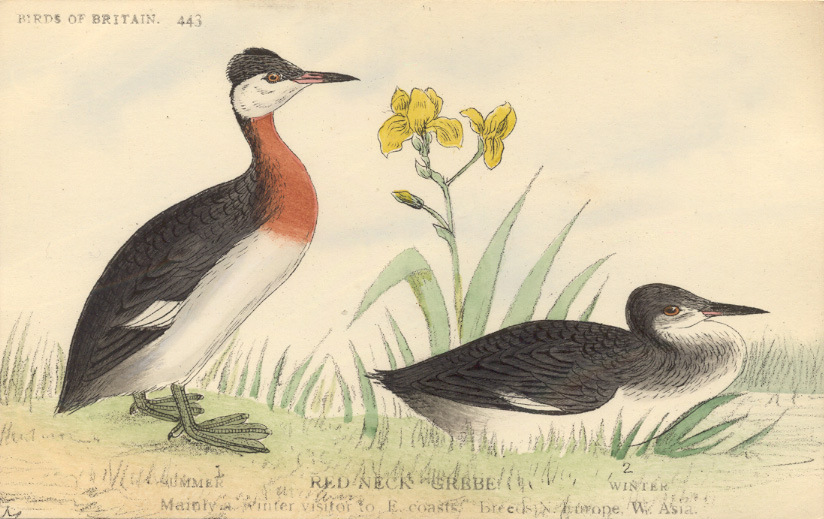 BIRDS OF BRITAIN. 443
1 2
SUMMER RED NECK GREBE WINTER
Mainly a Winter visitor to E. coasts. breeds N. Europe, W. Asia.